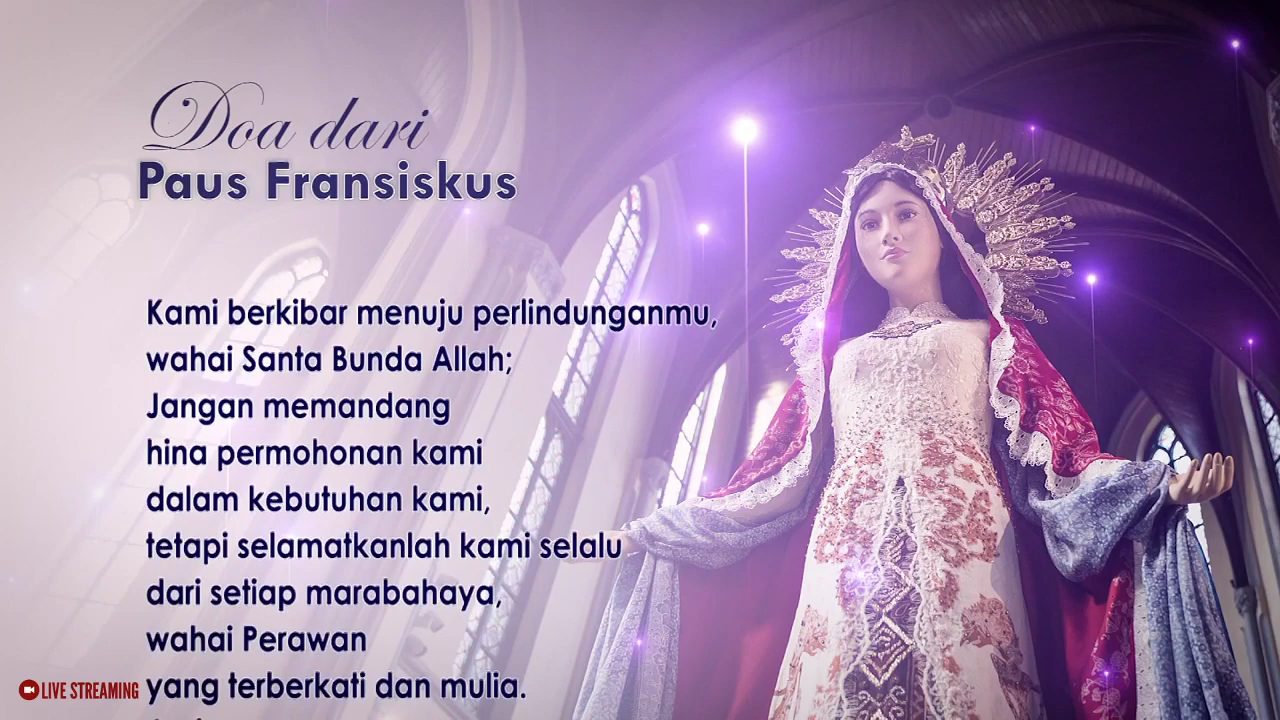 Doa dari
Paus Fransiskus
Kami berkibar menuju perlindunganmu,
wahai Santa Bunda Allah;
Jangan memandang
hina permohonan kami
dalam kebutuhan kami,
tetapi selamatkanlah kami selalu
dari setiap marabahaya,
wahai Perawan
yang terberkati dan mulia.
LIVE STREAMING